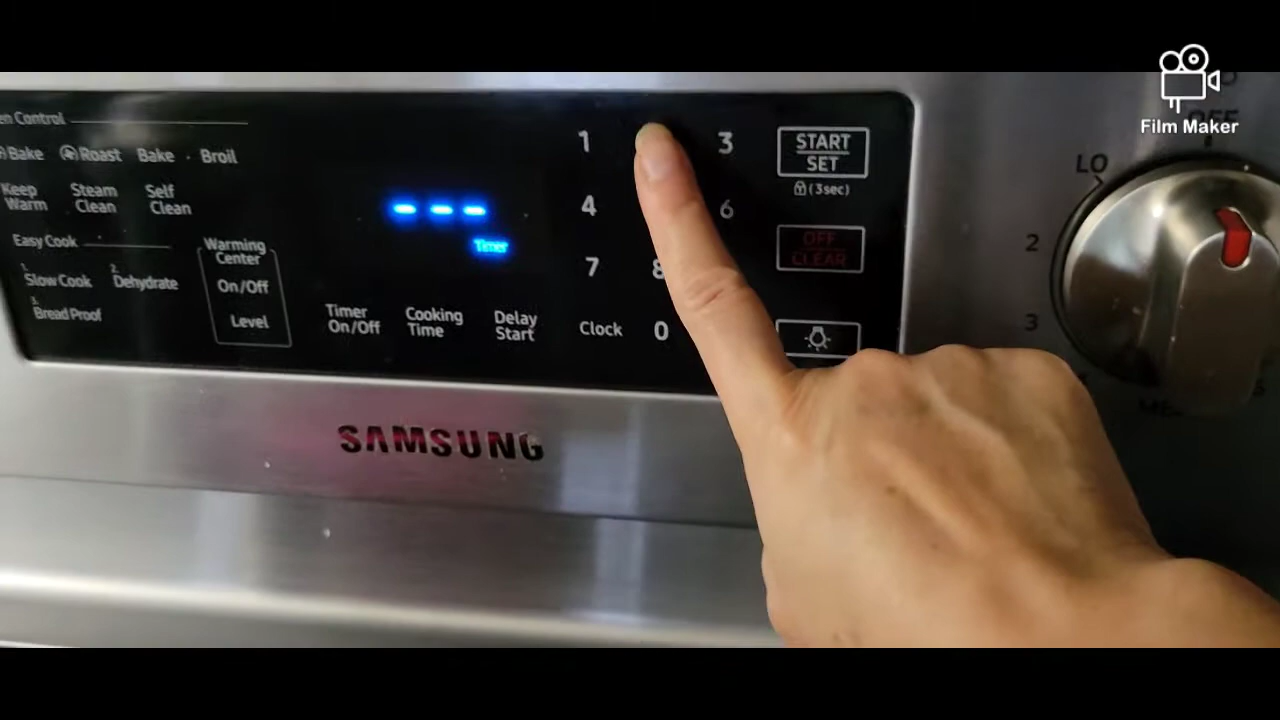 Film Maker
en Control
Bake Roast Bake Broil
Keep Warm
Steam Clean
Self Clean
Easy Cook
1. Slow Cook
2. Dehydrate
3. Bread Proof
Warming Center
On/Off
Level
Timer
Timer On/Off
Cooking Time
Delay Start
1 3
4 6
7 8
Clock 0
START
SET
(3sec)
OFF
CLEAR
SAMSUNG
OFF
LO
2
3